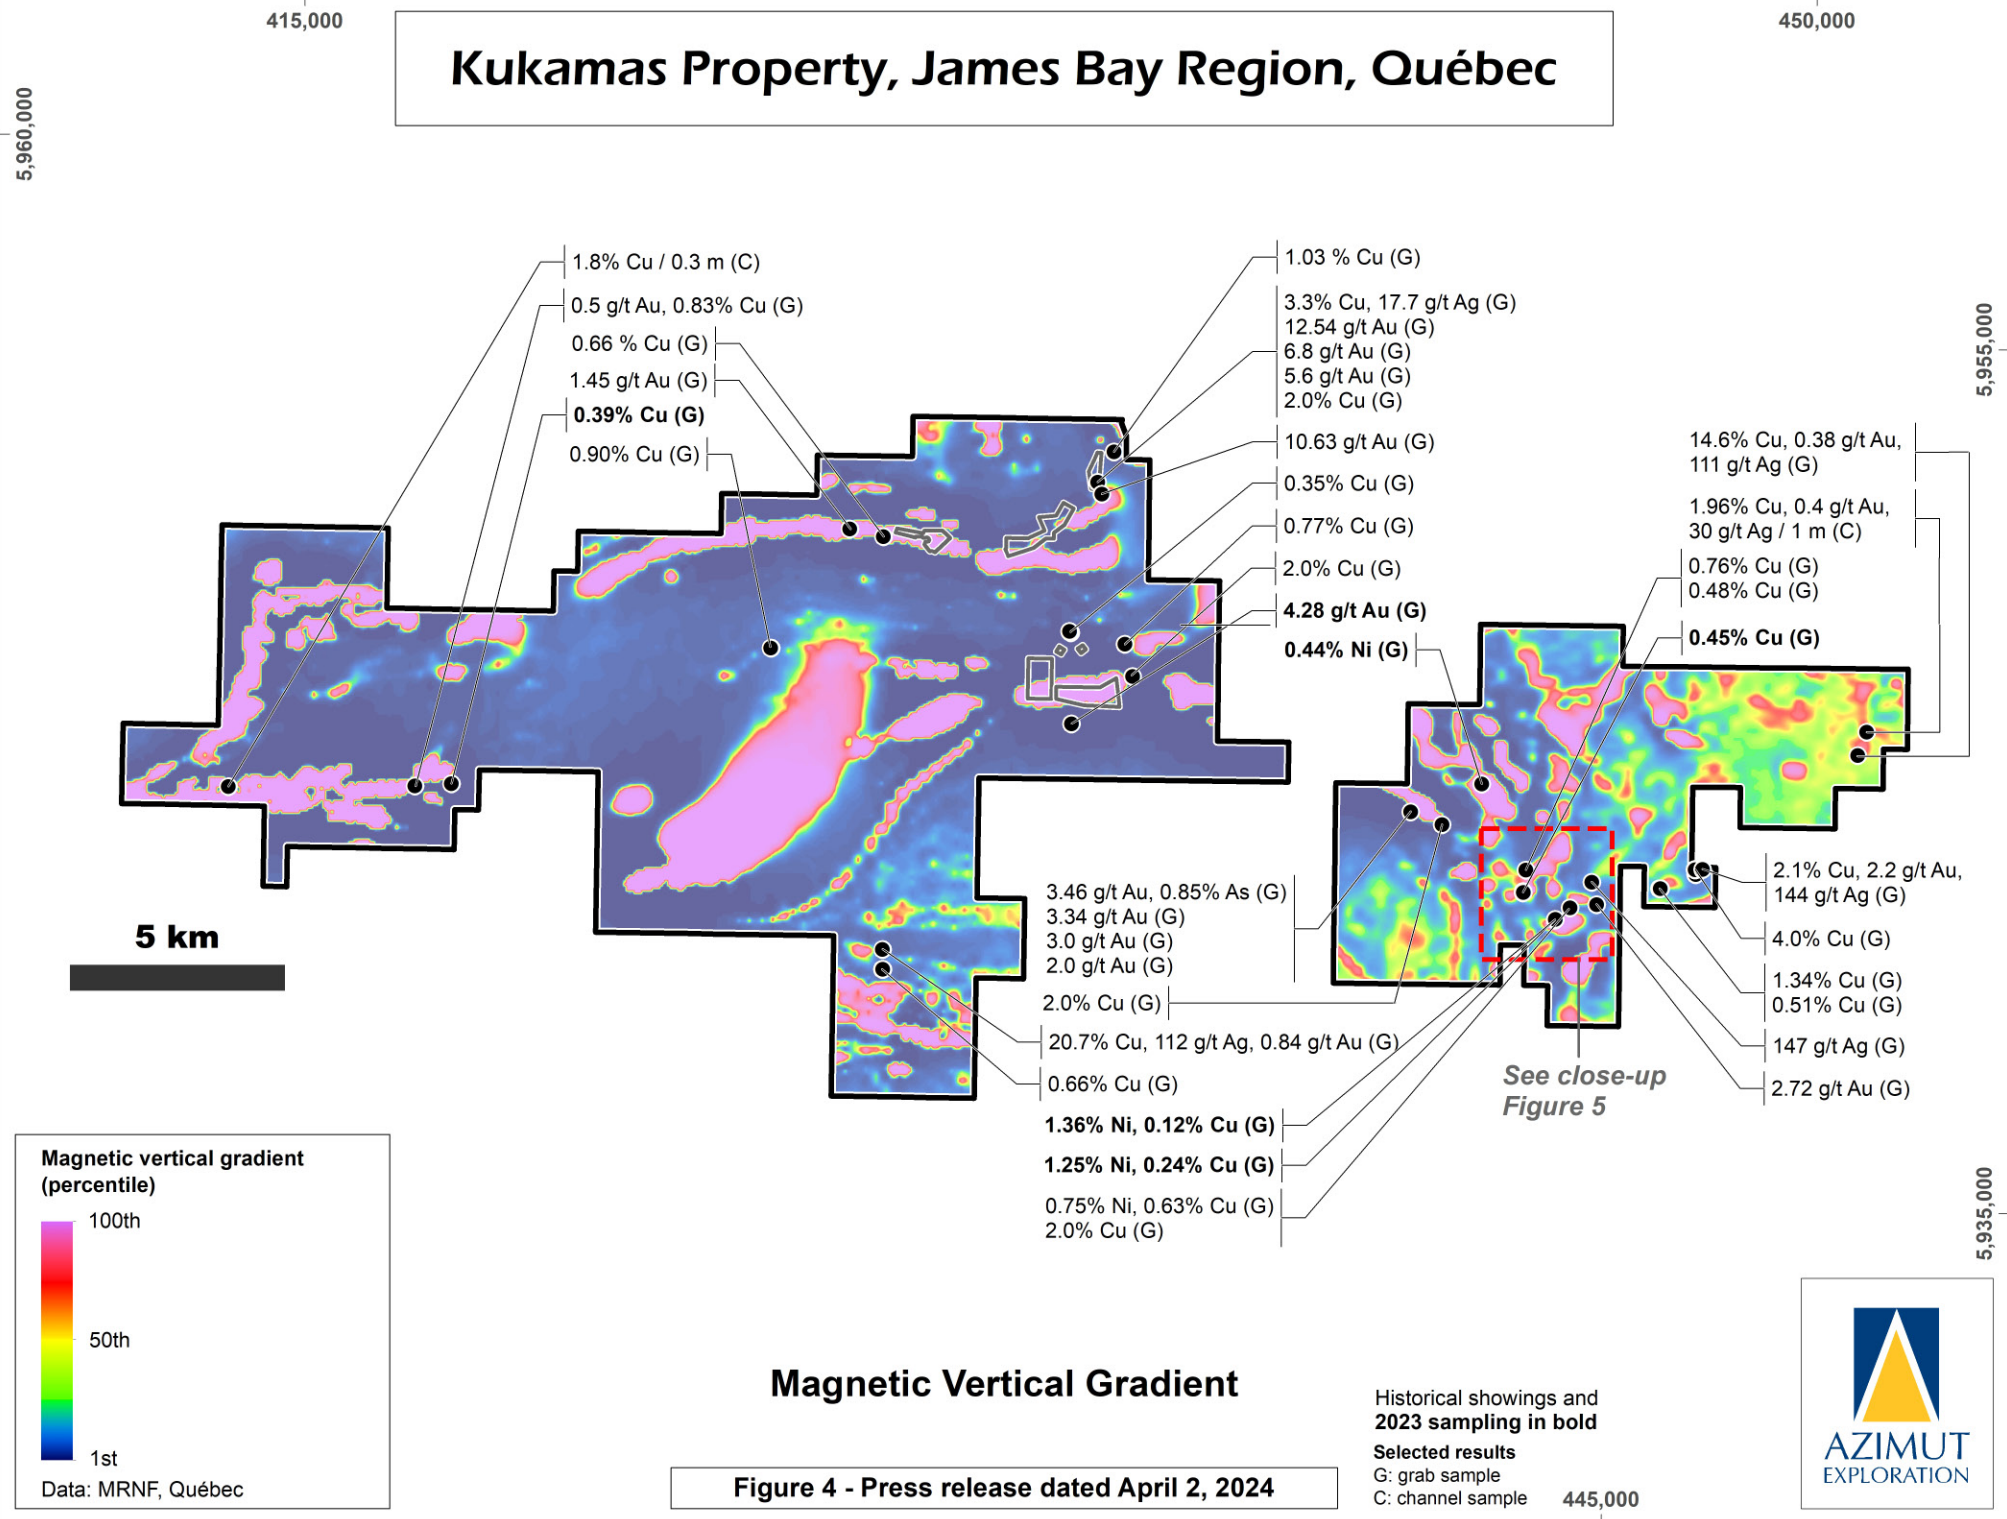 415,000
450,000
Kukamas Property, James Bay Region, Québec
5,960,000
1.8% Cu / 0.3 m (C)
0.5 g/t Au, 0.83% Cu (G)
0.66 % Cu (G)
1.45 g/t Au (G)
0.39% Cu (G)
0.90% Cu (G)
1.03 % Cu (G)
3.3% Cu, 17.7 g/t Ag (G)
12.54 g/t Au (G)
6.8 g/t Au (G)
5.6 g/t Au (G)
2.0% Cu (G)
10.63 g/t Au (G)
0.35% Cu (G)
0.77% Cu (G)
2.0% Cu (G)
4.28 g/t Au (G)
0.44% Ni (G)
5,955,000
14.6% Cu, 0.38 g/t Au,
111 g/t Ag (G)
1.96% Cu, 0.4 g/t Au,
30 g/t Ag / 1 m (C)
0.76% Cu (G)
0.48% Cu (G)
0.45% Cu (G)
5 km
3.46 g/t Au, 0.85% As (G)
3.34 g/t Au (G)
3.0 g/t Au (G)
2.0 g/t Au (G)
2.0% Cu (G)
20.7% Cu, 112 g/t Ag, 0.84 g/t Au (G)
0.66% Cu (G)
1.36% Ni, 0.12% Cu (G)
1.25% Ni, 0.24% Cu (G)
0.75% Ni, 0.63% Cu (G)
2.0% Cu (G)
2.1% Cu, 2.2 g/t Au,
144 g/t Ag (G)
4.0% Cu (G)
1.34% Cu (G)
0.51% Cu (G)
147 g/t Ag (G)
2.72 g/t Au (G)
See close-up
Figure 5
5,935,000
Magnetic vertical gradient
(percentile)
100th
50th
1st
Data: MRNF, Québec
Magnetic Vertical Gradient
Figure 4 - Press release dated April 2, 2024
Historical showings and
2023 sampling in bold
Selected results
G: grab sample
C: channel sample
445,000
AZIMUT
EXPLORATION